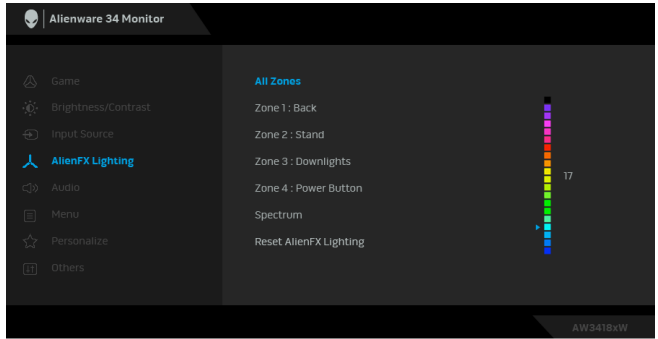 Alienware 34 Monitor
Game
Brightness/Contrast
Input Source
AlienFX Lighting
Audio
Menu
Personalize
Others
All Zones
Zone 1 : Back
Zone 2 : Stand
Zone 3 : Downlights
Zone 4 : Power Button
Spectrum
Reset AlienFX Lighting
17
AW3418xW